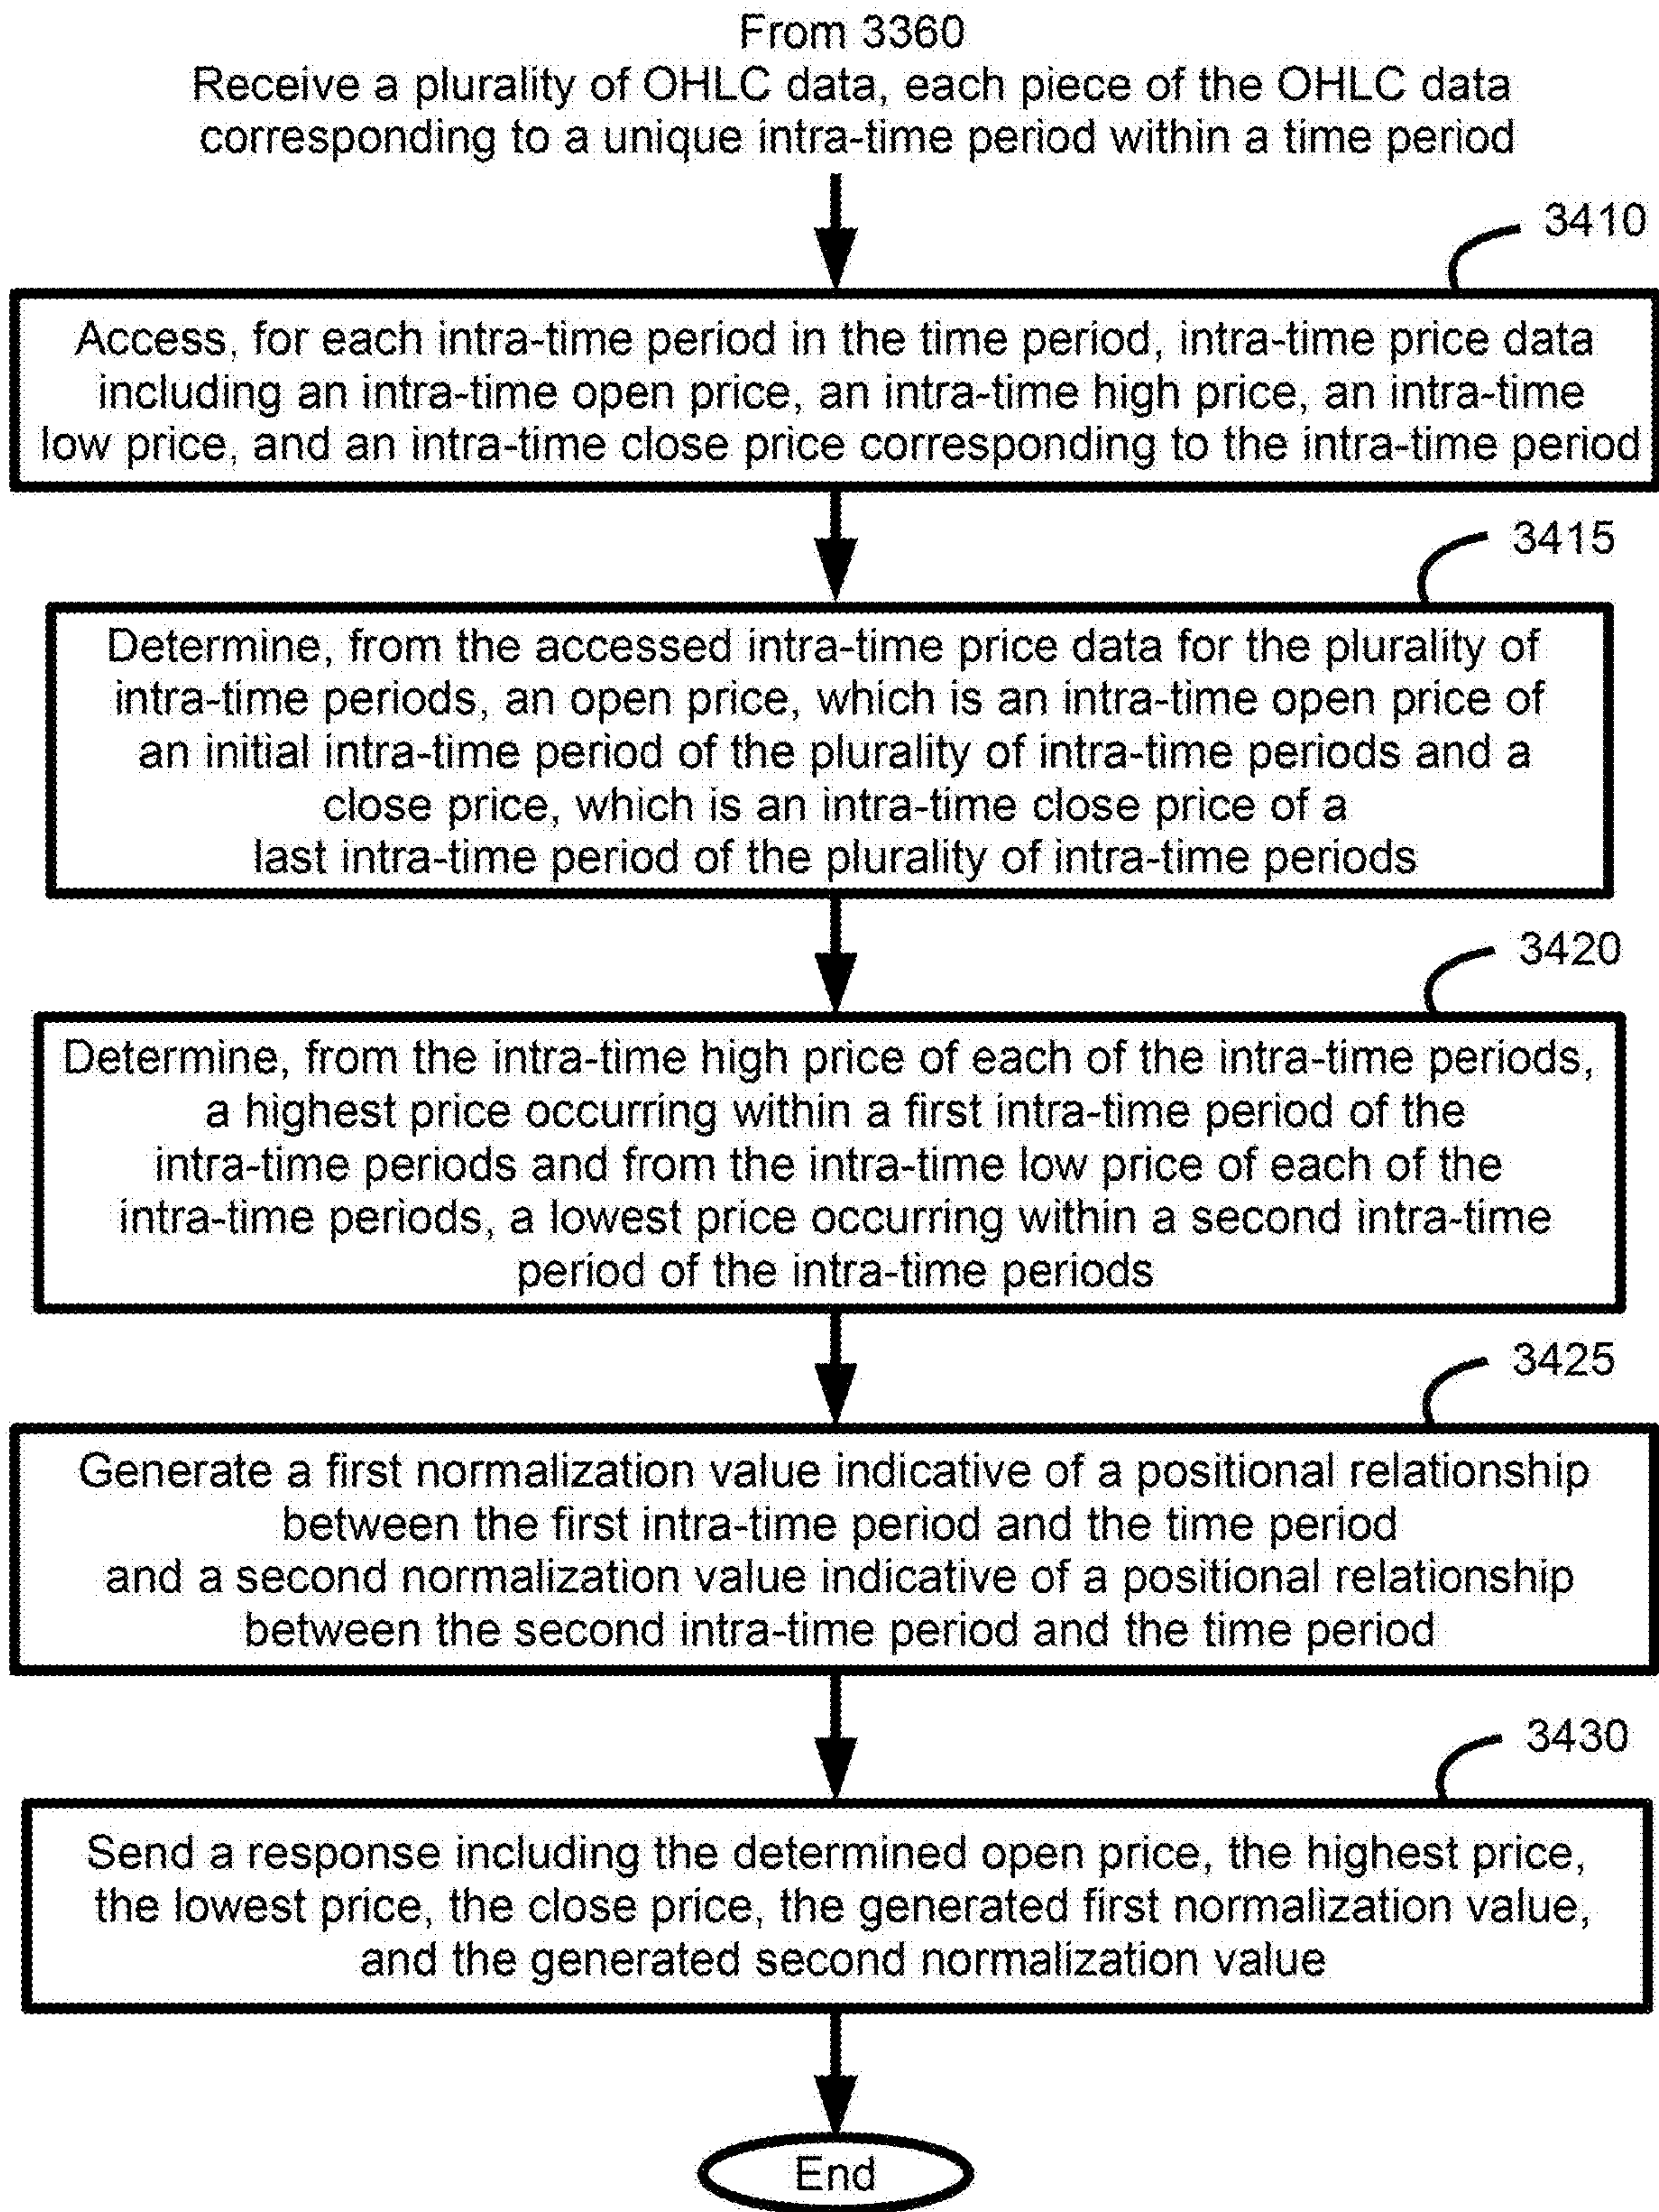 From 3360
Receive a plurality of OHLC data, each piece of the OHLC data
corresponding to a unique intra-time period within a time period
3410
Access, for each intra-time period in the time period, intra-time price data
including an intra-time open price, an intra-time high price, an intra-time
low price, and an intra-time close price corresponding to the intra-time period
3415
Determine, from the accessed intra-time price data for the plurality of
intra-time periods, an open price, which is an intra-time open price of
an initial intra-time period of the plurality of intra-time periods and a
close price, which is an intra-time close price of a
last intra-time period of the plurality of intra-time periods
3420
Determine, from the intra-time high price of each of the intra-time periods,
a highest price occurring within a first intra-time period of the
intra-time periods and from the intra-time low price of each of the
intra-time periods, a lowest price occurring within a second intra-time
period of the intra-time periods
3425
Generate a first normalization value indicative of a positional relationship
between the first intra-time period and the time period
and a second normalization value indicative of a positional relationship
between the second intra-time period and the time period
3430
Send a response including the determined open price, the highest price,
the lowest price, the close price, the generated first normalization value,
and the generated second normalization value
End